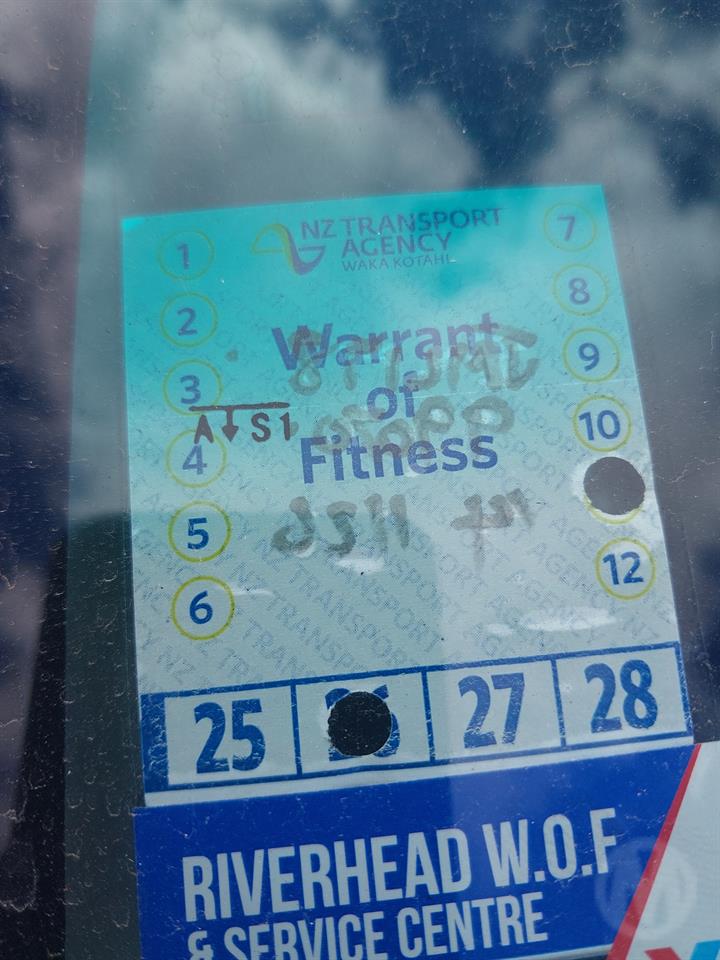 NZ TRANSPORT
AGENCY
WAKA KOTAHI
1
2
3
4
5
6
7
8
9
10
12
Warrant
of
Fitness
A S1
25
27
28
RIVERHEAD W.O.F
& SERVICE CENTRE